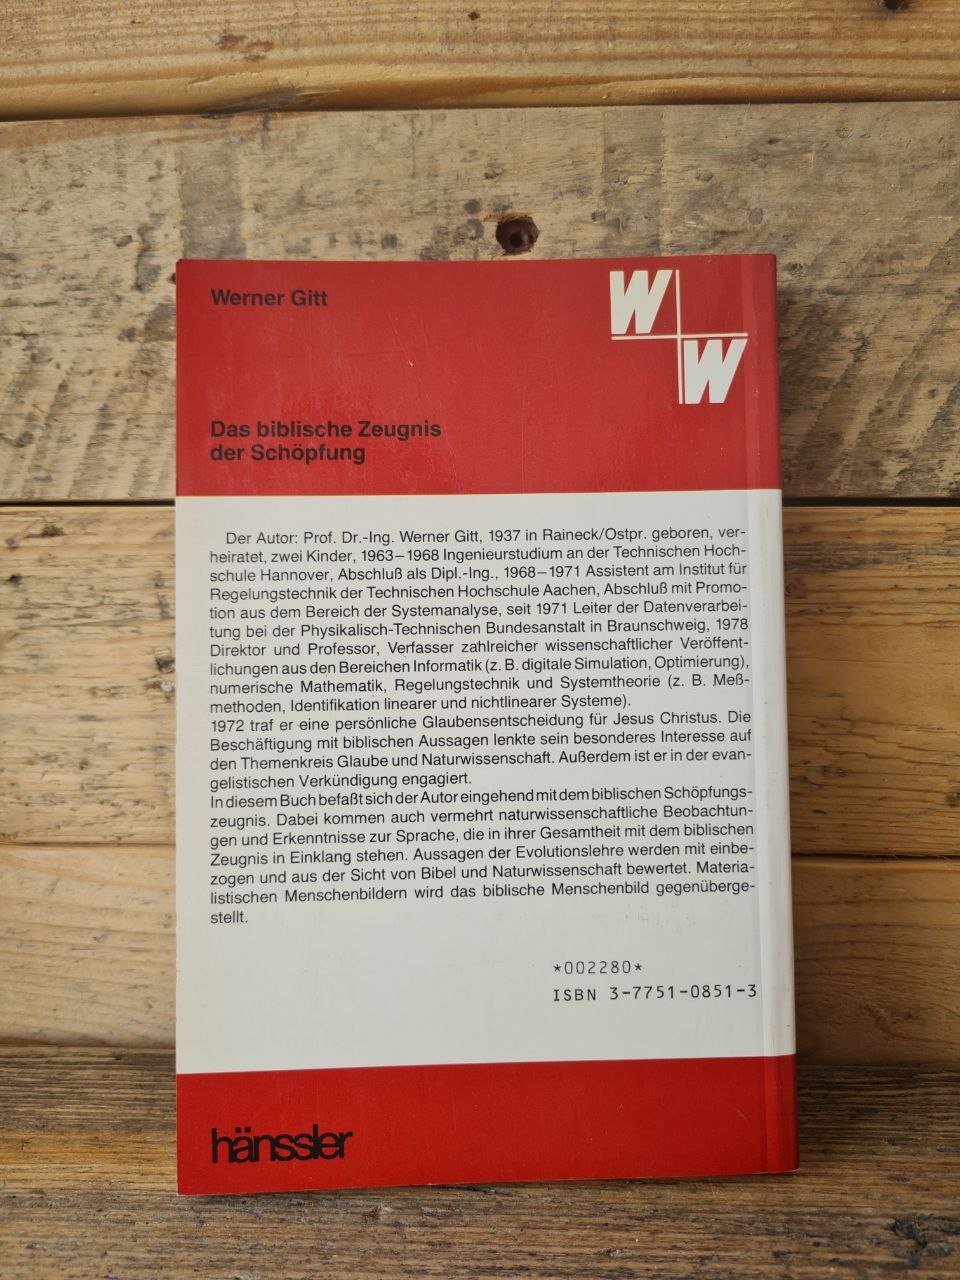 Werner Gitt
W
W
Das biblische Zeugnis
der Schöpfung
Der Autor: Prof. Dr.-Ing. Werner Gitt, 1937 in Raineck/Ostpr. geboren, ver-
heiratet, zwei Kinder, 1963–1968 Ingenieurstudium an der Technischen Hoch-
schule Hannover, Abschluß als Dipl.-Ing., 1968–1971 Assistent am Institut für
Regelungstechnik der Technischen Hochschule Aachen, Abschluß mit Promo-
tion aus dem Bereich der Systemanalyse, seit 1971 Leiter der Datenverarbei-
tung bei der Physikalisch-Technischen Bundesanstalt in Braunschweig, 1978
Direktor und Professor, Verfasser zahlreicher wissenschaftlicher Veröffent-
lichungen aus den Bereichen Informatik (z. B. digitale Simulation, Optimierung),
numerische Mathematik, Regelungstechnik und Systemtheorie (z. B. Meß-
methoden, Identifikation linearer und nichtlinearer Systeme).
1972 traf er eine persönliche Glaubensentscheidung für Jesus Christus. Die
Beschäftigung mit biblischen Aussagen lenkte sein besonderes Interesse auf
den Themenkreis Glaube und Naturwissenschaft. Außerdem ist er in der evan-
gelistischen Verkündigung engagiert.
In diesem Buch befaßt sich der Autor eingehend mit dem biblischen Schöpfungs-
zeugnis. Dabei kommen auch vermehrt naturwissenschaftliche Beobachtun-
gen und Erkenntnisse zur Sprache, die in ihrer Gesamtheit mit dem biblischen
Zeugnis in Einklang stehen. Aussagen der Evolutionslehre werden mit einbe-
zogen und aus der Sicht von Bibel und Naturwissenschaft bewertet. Materia-
listischen Menschenbildern wird das biblische Menschenbild gegenüberge-
stellt.
*002280*
ISBN 3-7751-0851-3
hänssler